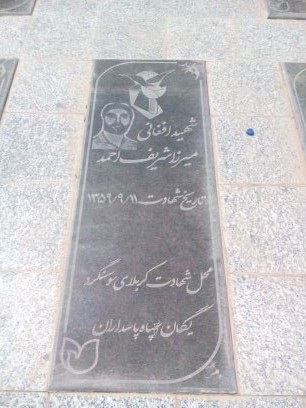 شهید افغانی
میرزا شریف احمد
تاریخ شهادت ۱۳۵۹/۹/۱۱
محل شهادت کربلای سوسنگرد
یگان سپاه پاسداران